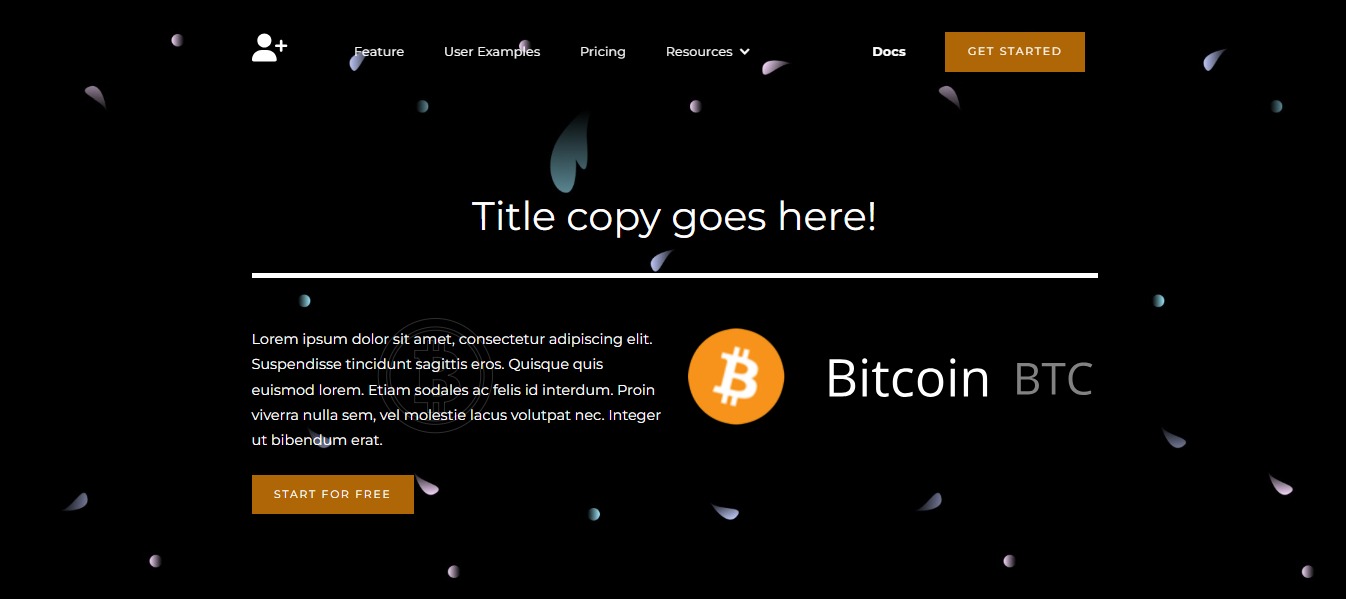 Feature User Examples Pricing Resources Docs GET STARTED
Title copy goes here!
Lorem ipsum dolor sit amet, consectetur adipiscing elit.
Suspendisse tincidunt sagittis eros. Quisque quis
euismod lorem. Etiam sodales ac felis id interdum. Proin
viverra nulla sem, vel molestie lacus volutpat nec. Integer
ut bibendum erat.
Bitcoin BTC
START FOR FREE